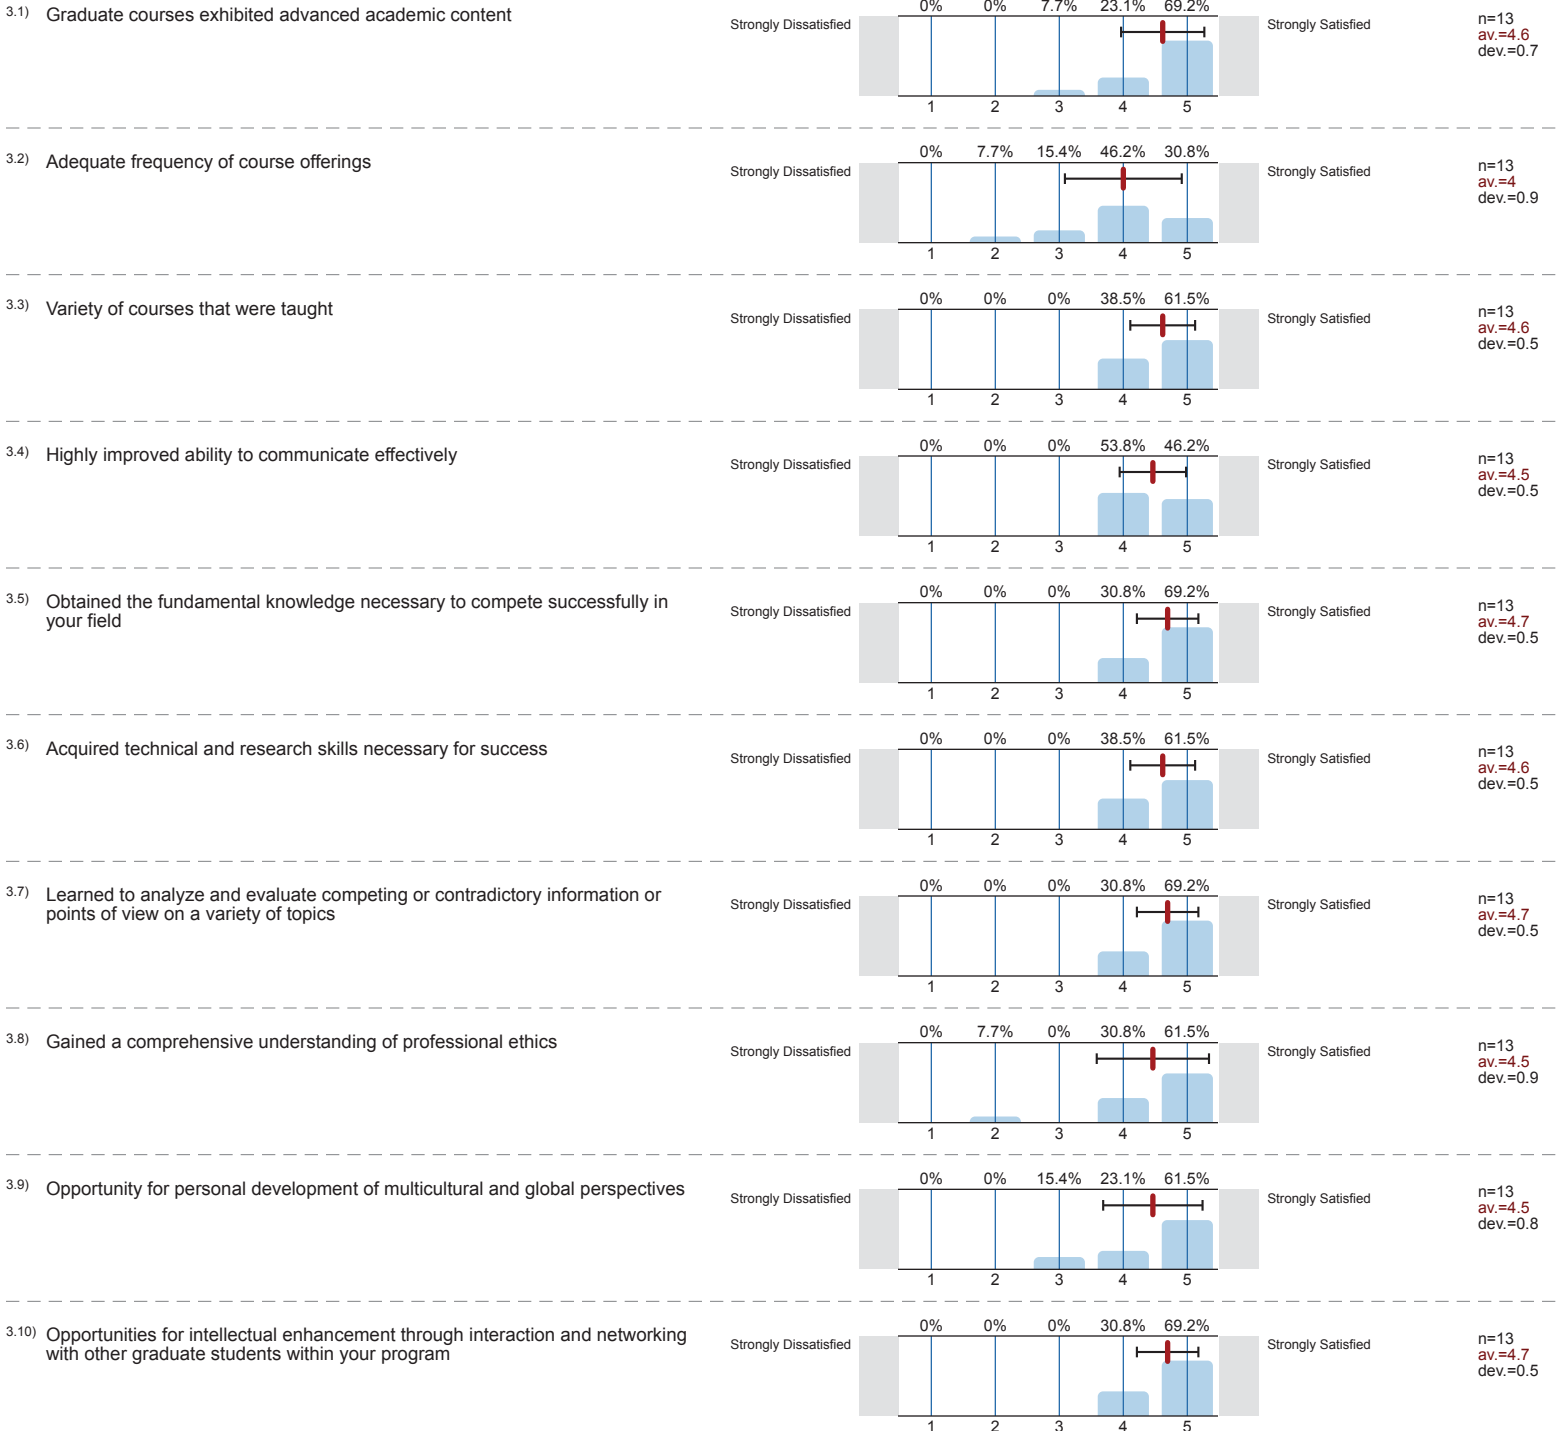 3.1) Graduate courses exhibited advanced academic content
Strongly Dissatisfied
0% 0% 7.7% 23.1% 69.2%
1 2 3 4 5
Strongly Satisfied
n=13
av.=4.6
dev.=0.7
3.2) Adequate frequency of course offerings
Strongly Dissatisfied
0% 7.7% 15.4% 46.2% 30.8%
1 2 3 4 5
Strongly Satisfied
n=13
av.=4
dev.=0.9
3.3) Variety of courses that were taught
Strongly Dissatisfied
0% 0% 0% 38.5% 61.5%
1 2 3 4 5
Strongly Satisfied
n=13
av.=4.6
dev.=0.5
3.4) Highly improved ability to communicate effectively
Strongly Dissatisfied
0% 0% 0% 53.8% 46.2%
1 2 3 4 5
Strongly Satisfied
n=13
av.=4.5
dev.=0.5
3.5) Obtained the fundamental knowledge necessary to compete successfully in
your field
Strongly Dissatisfied
0% 0% 0% 30.8% 69.2%
1 2 3 4 5
Strongly Satisfied
n=13
av.=4.7
dev.=0.5
3.6) Acquired technical and research skills necessary for success
Strongly Dissatisfied
0% 0% 0% 38.5% 61.5%
1 2 3 4 5
Strongly Satisfied
n=13
av.=4.6
dev.=0.5
3.7) Learned to analyze and evaluate competing or contradictory information or
points of view on a variety of topics
Strongly Dissatisfied
0% 0% 0% 30.8% 69.2%
1 2 3 4 5
Strongly Satisfied
n=13
av.=4.7
dev.=0.5
3.8) Gained a comprehensive understanding of professional ethics
Strongly Dissatisfied
0% 7.7% 0% 30.8% 61.5%
1 2 3 4 5
Strongly Satisfied
n=13
av.=4.5
dev.=0.9
3.9) Opportunity for personal development of multicultural and global perspectives
Strongly Dissatisfied
0% 0% 15.4% 23.1% 61.5%
1 2 3 4 5
Strongly Satisfied
n=13
av.=4.5
dev.=0.8
3.10) Opportunities for intellectual enhancement through interaction and networking
with other graduate students within your program
Strongly Dissatisfied
0% 0% 0% 30.8% 69.2%
1 2 3 4 5
Strongly Satisfied
n=13
av.=4.7
dev.=0.5